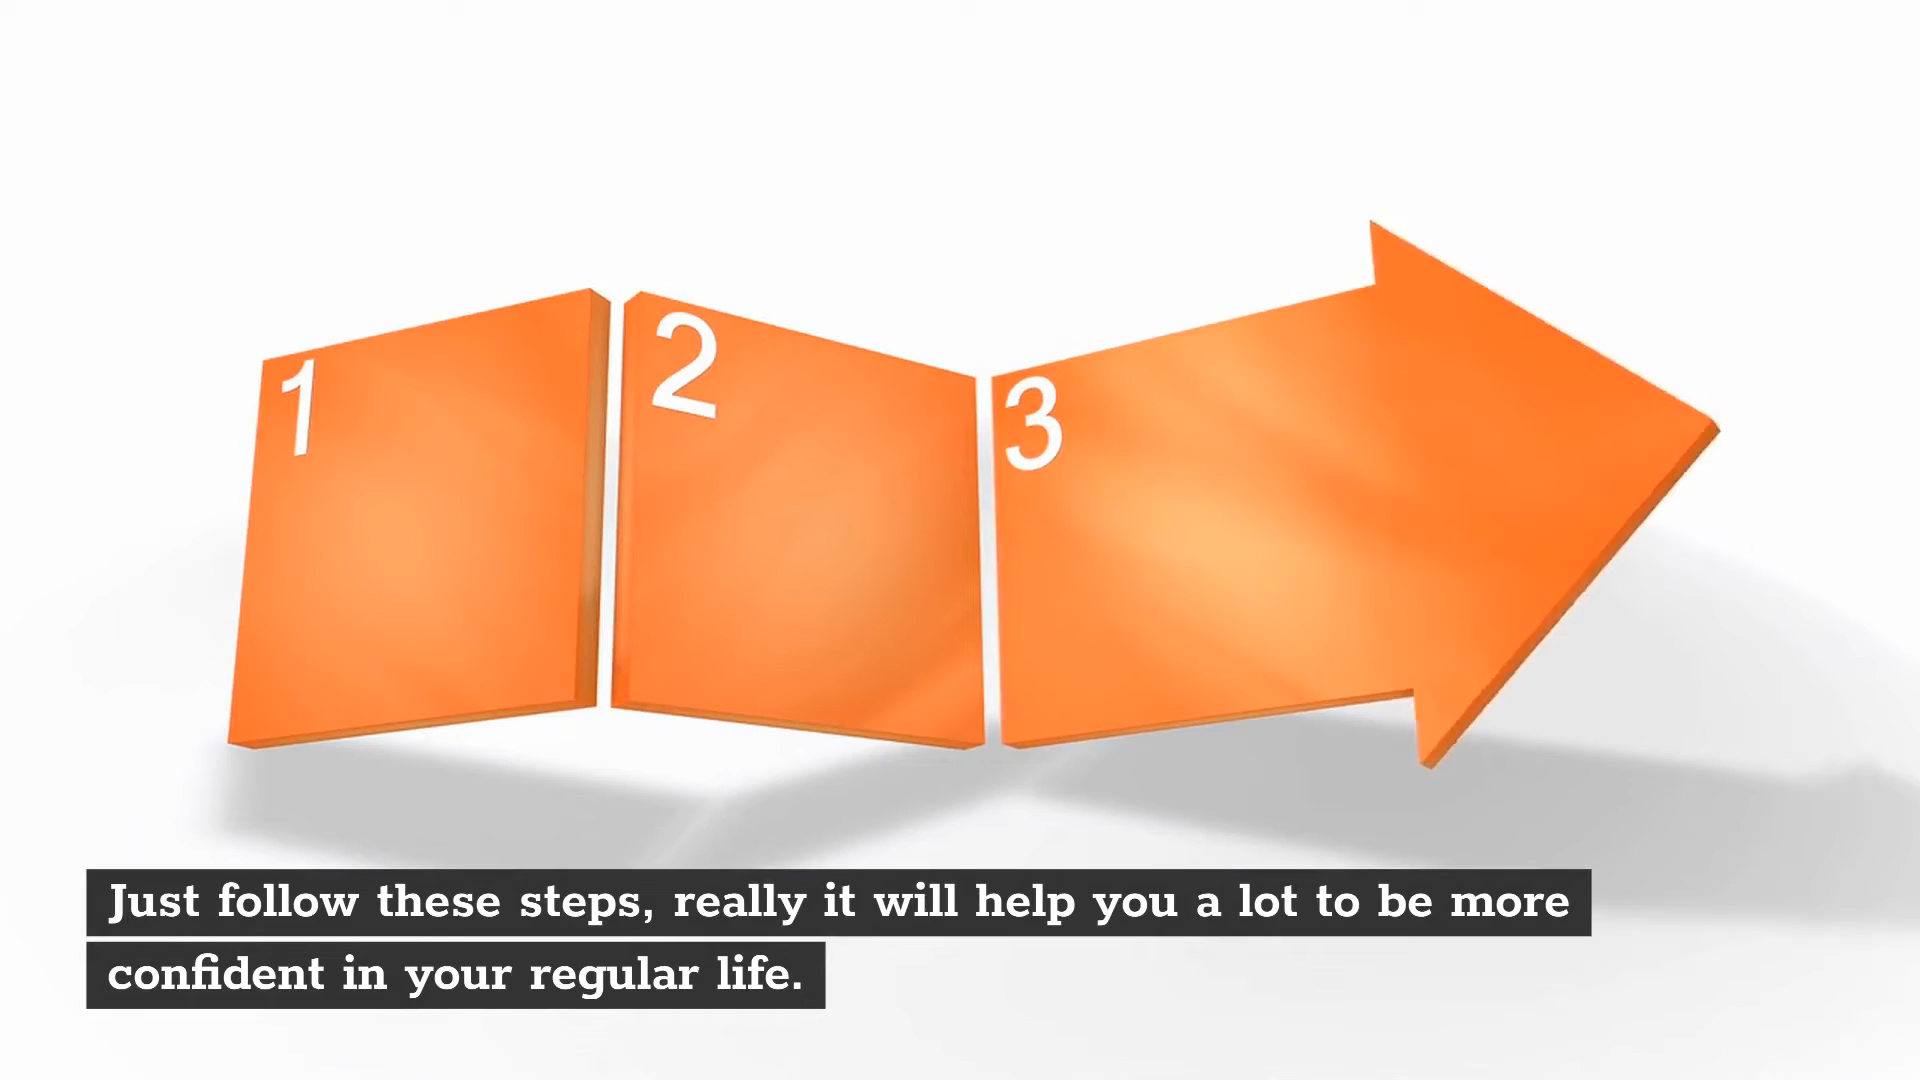 1
2
3
Just follow these steps, really it will help you a lot to be more
confident in your regular life.